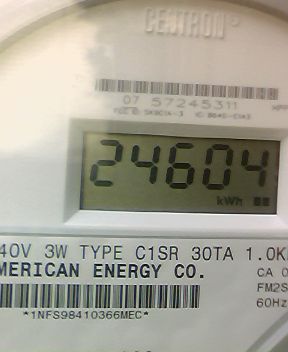 CENTRON®
07 57245311
24604
kWh
40V 3W TYPE C1SR 30TA 1.0K
MERICAN ENERGY CO.
CA 0
FM2S
60Hz
*1NFS98410366MEC*